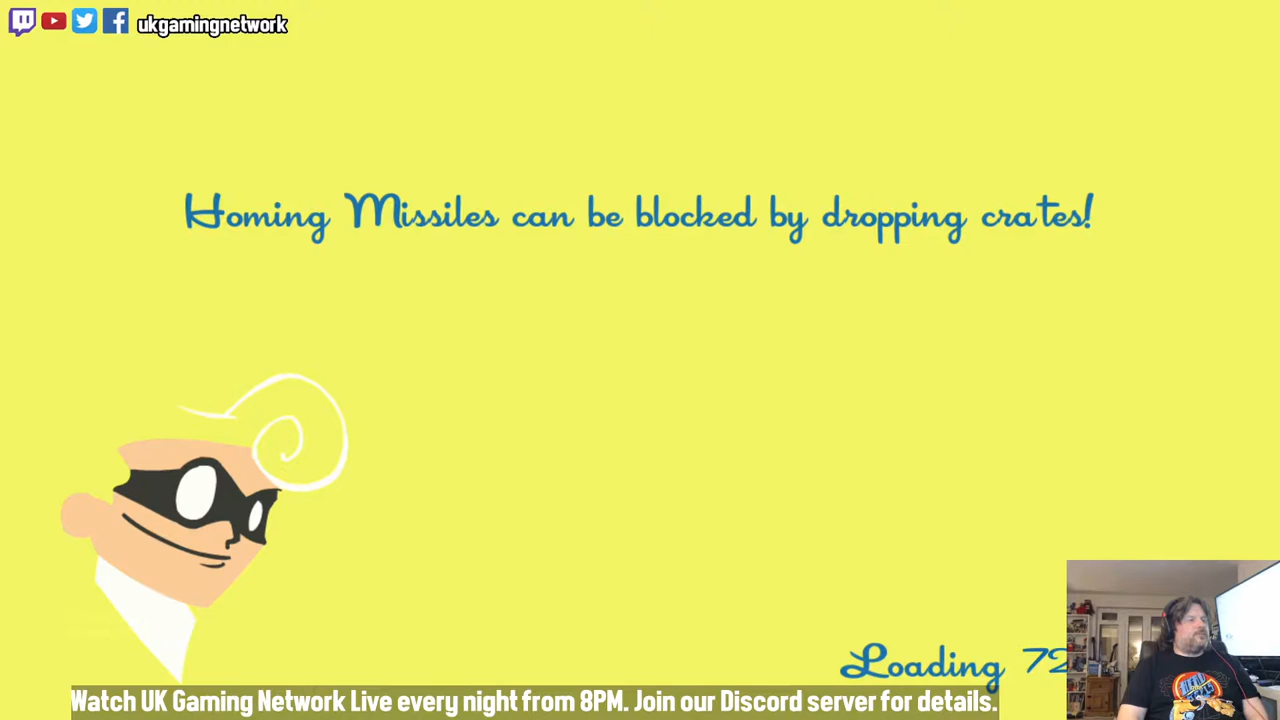 ukgamingnetwork
Homing Missiles can be blocked by dropping crates!
Loading 72
Watch UK Gaming Network Live every night from 8PM. Join our Discord server for details.